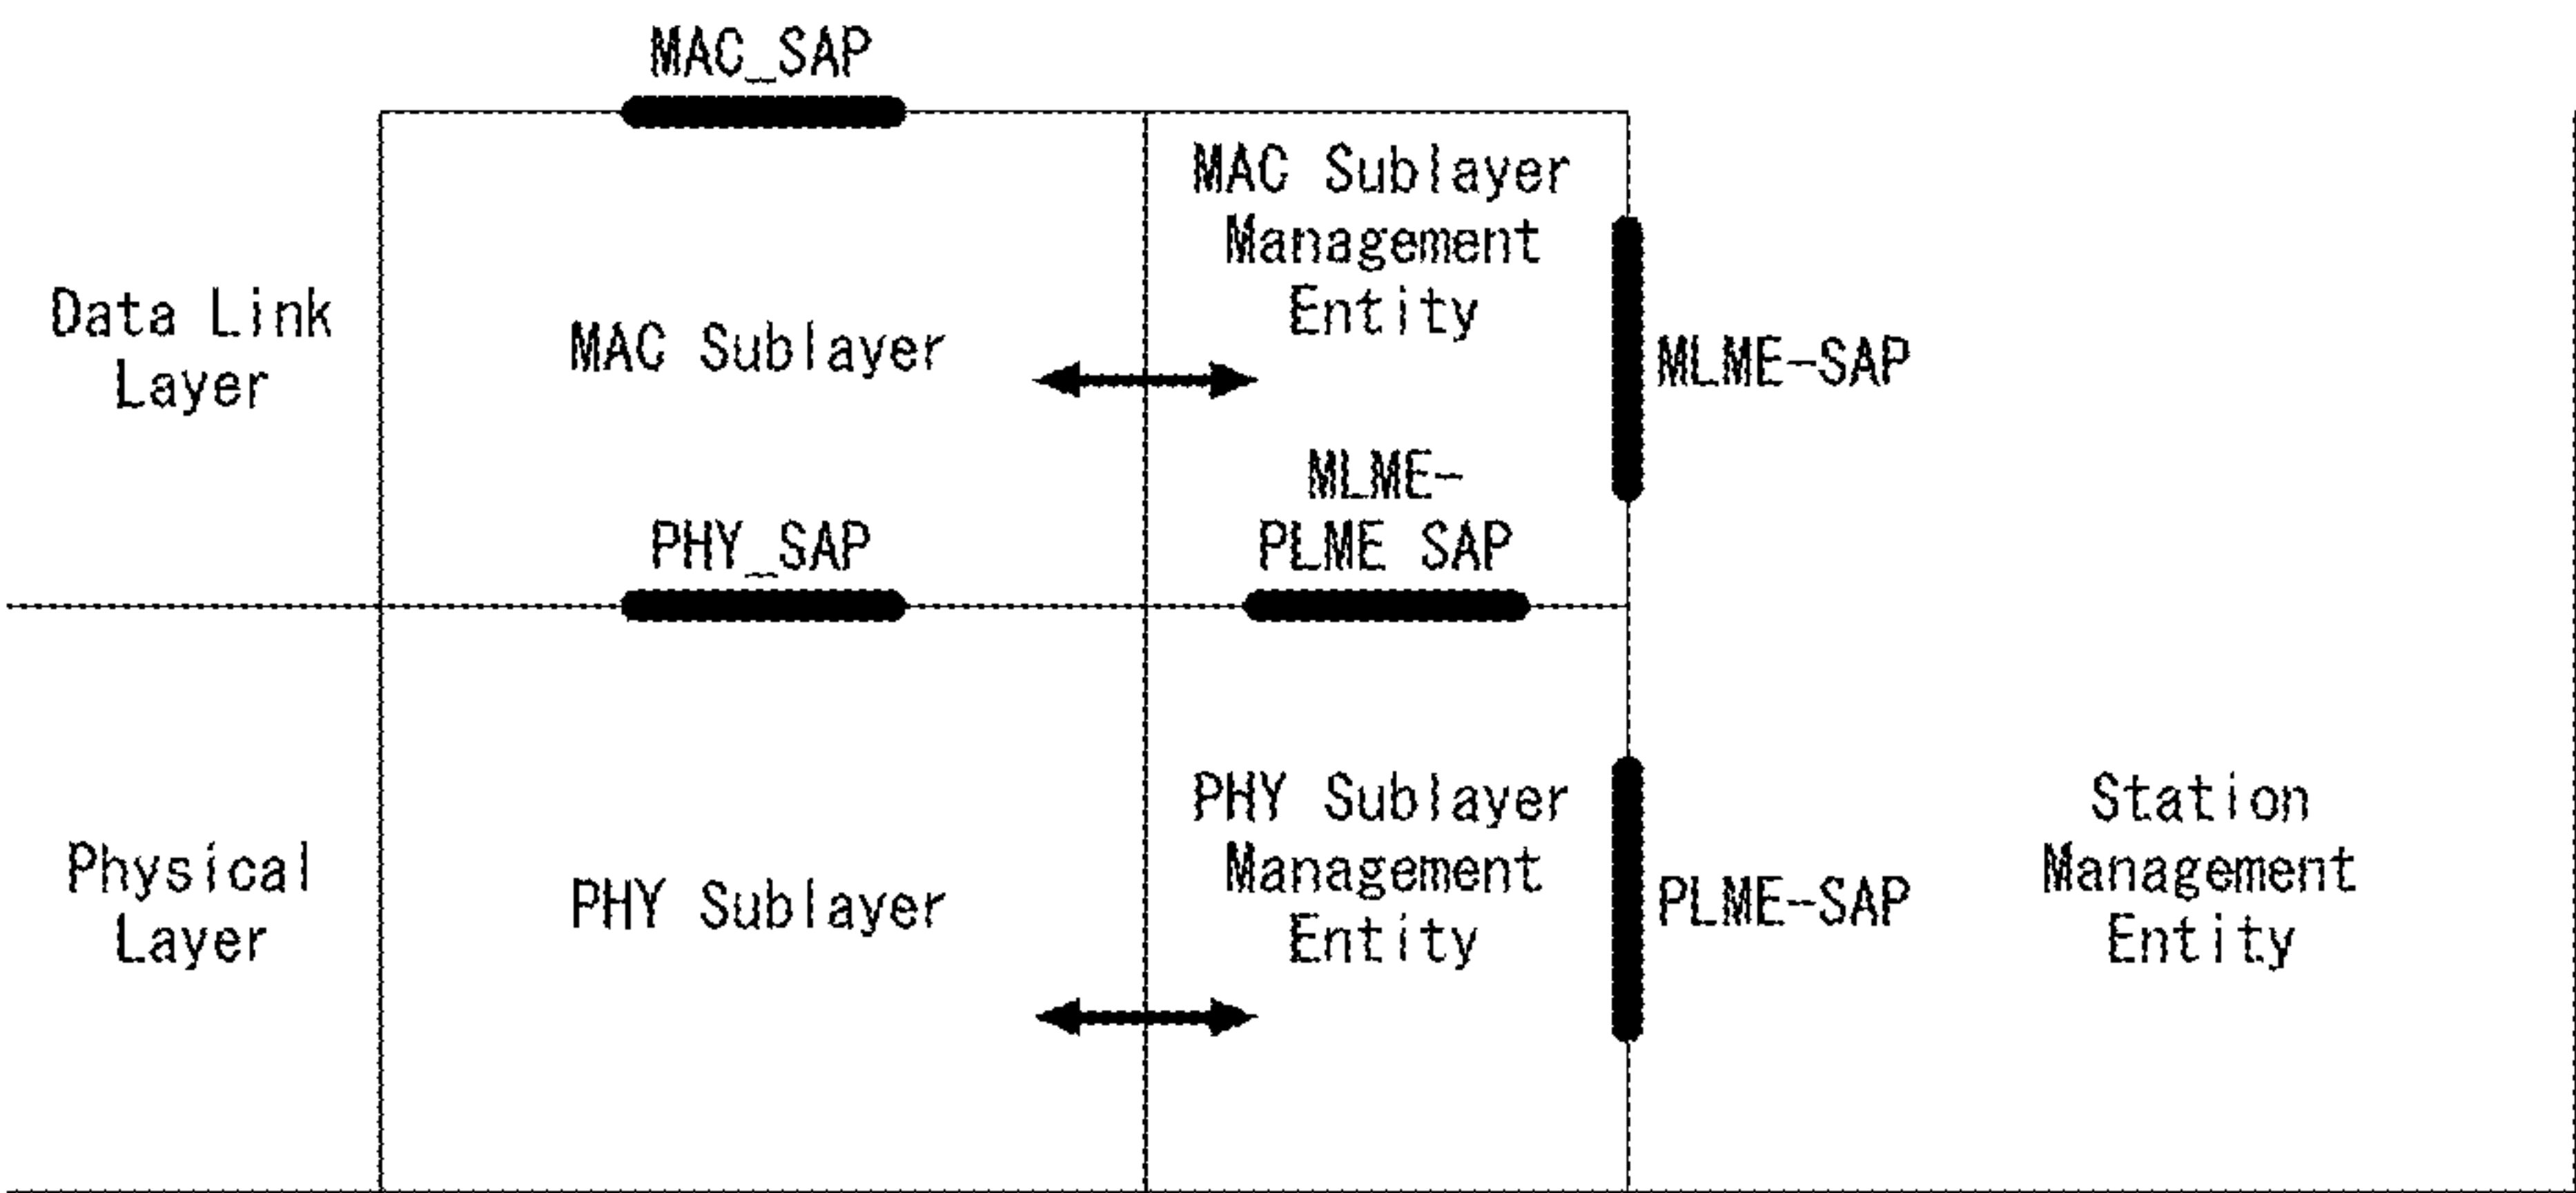 MAC_SAP
Data Link
Layer
MAC Sublayer
MAC Sublayer
Management
Entity
MLME-SAP
PHY_SAP
MLME-
PLME SAP
Physical
Layer
PHY Sublayer
PHY Sublayer
Management
Entity
PLME-SAP
Station
Management
Entity